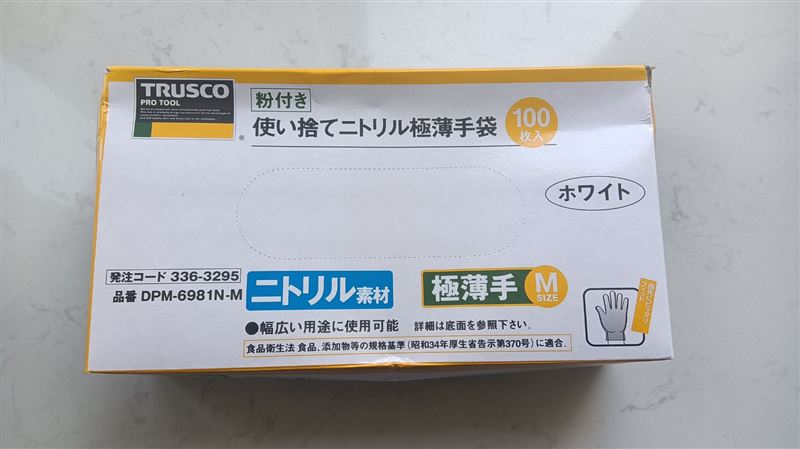 TRUSCO
PRO TOOL
®
粉付き
使い捨てニトリル極薄手袋
100
枚入
ホワイト
発注コード 336-3295
品番 DPM-6981N-M
ニトリル素材
極薄手
M
SIZE
●幅広い用途に使用可能 詳細は底面を参照下さい。
食品衛生法 食品、添加物等の規格基準(昭和34年厚生省告示第370号)に適合。